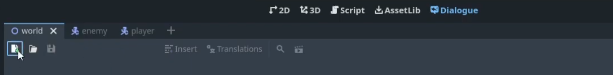 2D 3D Script AssetLib Dialogue
world enemy player
Insert Translations